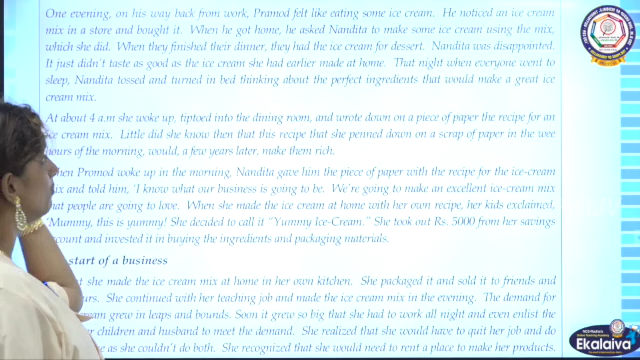 One evening, on his way back from work, Pramod felt like eating some ice cream. He noticed an ice cream
mix in a store and bought it. When he got home, he asked Nandita to make some ice cream using the mix,
which she did. When they finished their dinner, they had the ice cream for dessert. Nandita was disappointed.
It just didn't taste as good as the ice cream she had earlier made at home. That night when everyone went to
sleep, Nandita tossed and turned in bed thinking about the perfect ingredients that would make a great ice
cream mix.
At about 4 a.m she woke up, tiptoed into the dining room, and wrote down on a piece of paper the recipe for an
ice cream mix. Little did she know then that this recipe that she penned down on a scrap of paper in the wee
hours of the morning, would, a few years later, make them rich.
Pramod woke up in the morning, Nandita gave him the piece of paper with the recipe for the ice-cream
and told him, 'I know what our business is going to be. We're going to make an excellent ice-cream mix
that people are going to love. When she made the ice cream at home with her own recipe, her kids exclaimed,
'Mummy, this is yummy! She decided to call it "Yummy Ice-Cream." She took out Rs. 5000 from her savings
and invested it in buying the ingredients and packaging materials.
start of a business
she made the ice cream mix at home in her own kitchen. She packaged it and sold it to friends and
She continued with her teaching job and made the ice cream mix in the evening. The demand for
grew in leaps and bounds. Soon it grew so big that she had to work all night and even enlist the
children and husband to meet the demand. She realized that she would have to quit her job and do
as she couldn't do both. She recognized that she would need to rent a place to make her products.
Ekalaiva